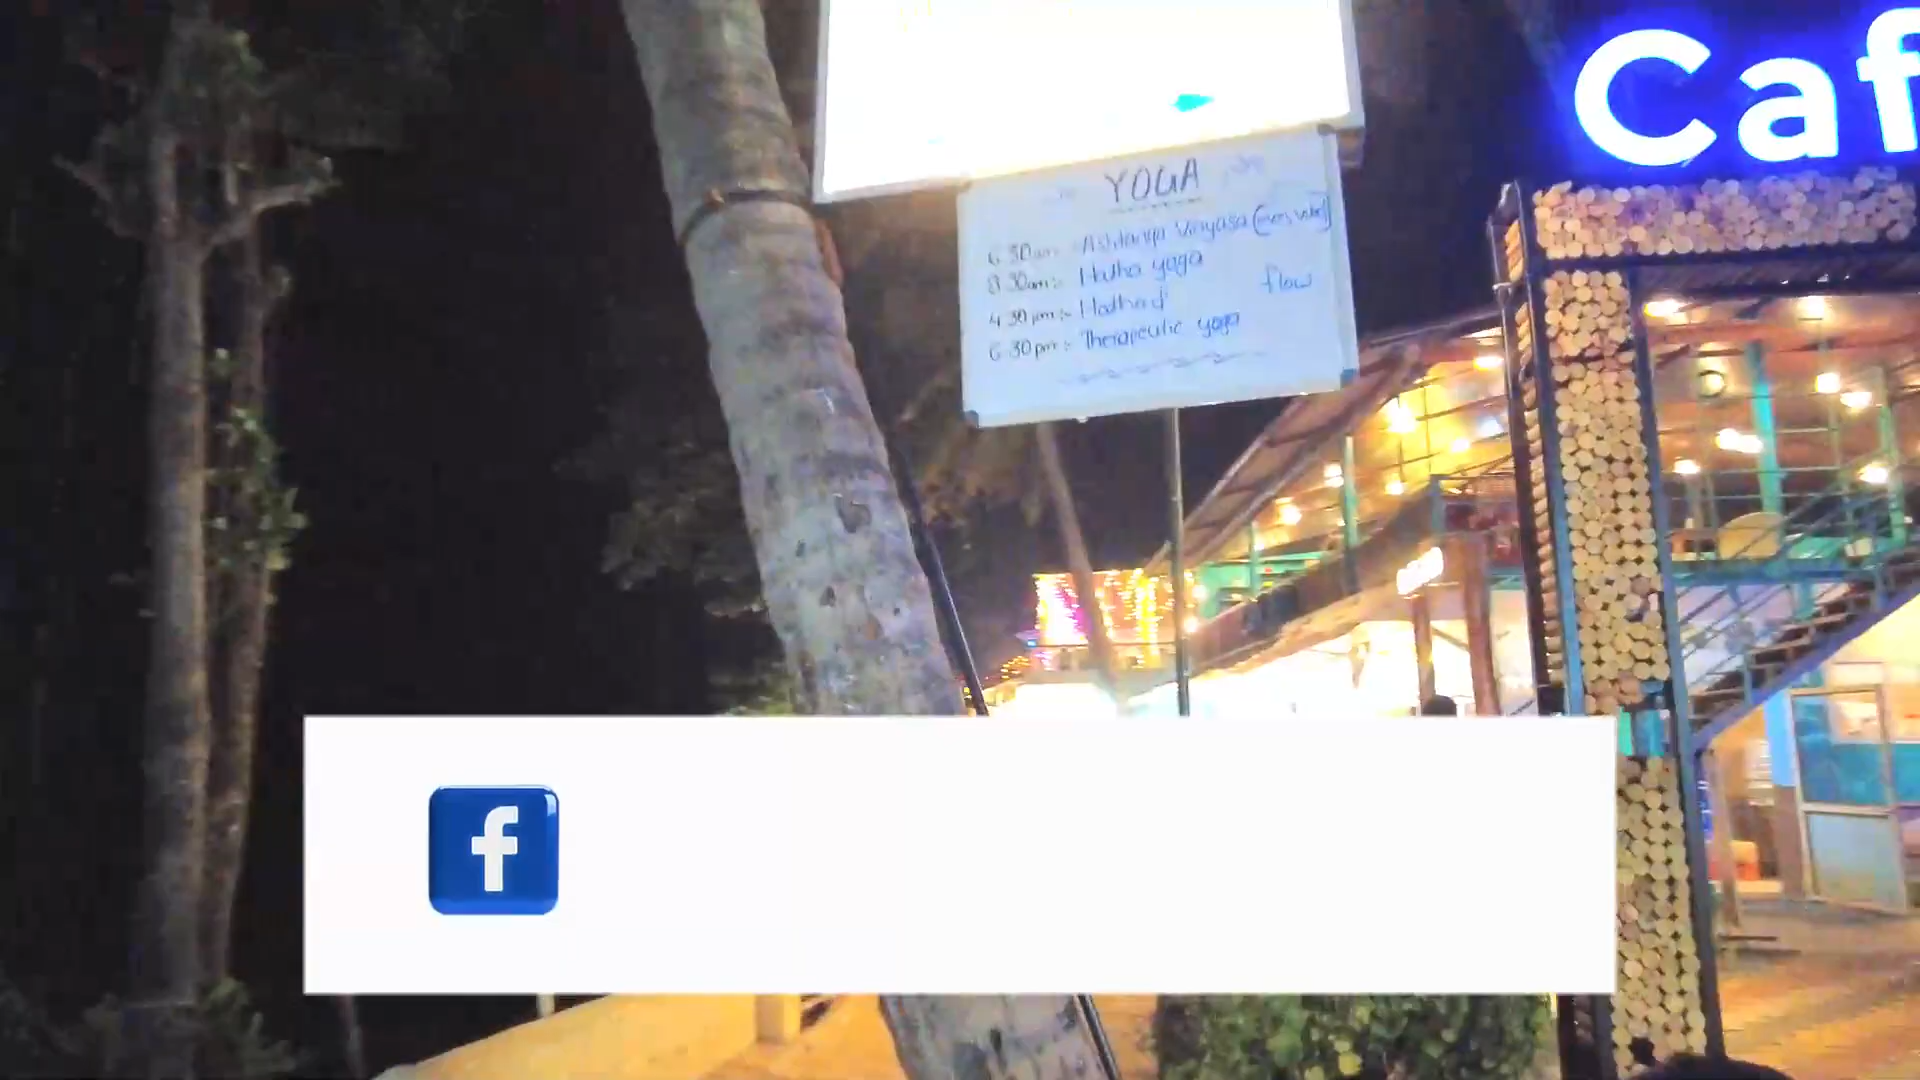 Caf
YOGA
6.30am :- Ashtanga Vinyasa
8.30am :- Hatha yoga
4.30pm :- Hatha flow
6.30pm :- Therapeutic yoga
f